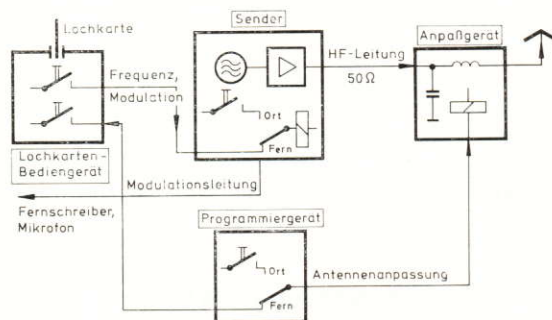 Lochkarte
Sender
HF-Leitung
50Ω
Anpaßgerät
Frequenz,
Modulation
Ort
Fern
Lochkarten-
Bediengerät
Modulationsleitung
Fernschreiber,
Mikrofon
Programmiergerät
Ort
Fern
Antennenanpassung